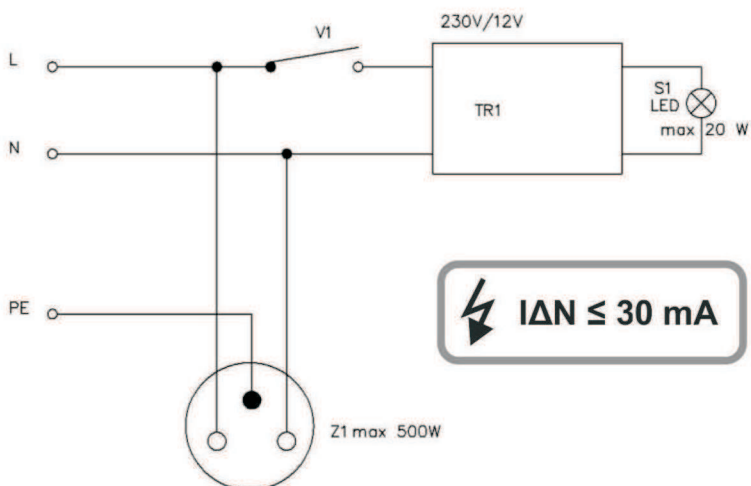 230V/12V
V1
L
TR1
S1
LED
max 20 W
N
PE
IΔN ≤ 30 mA
Z1 max 500W